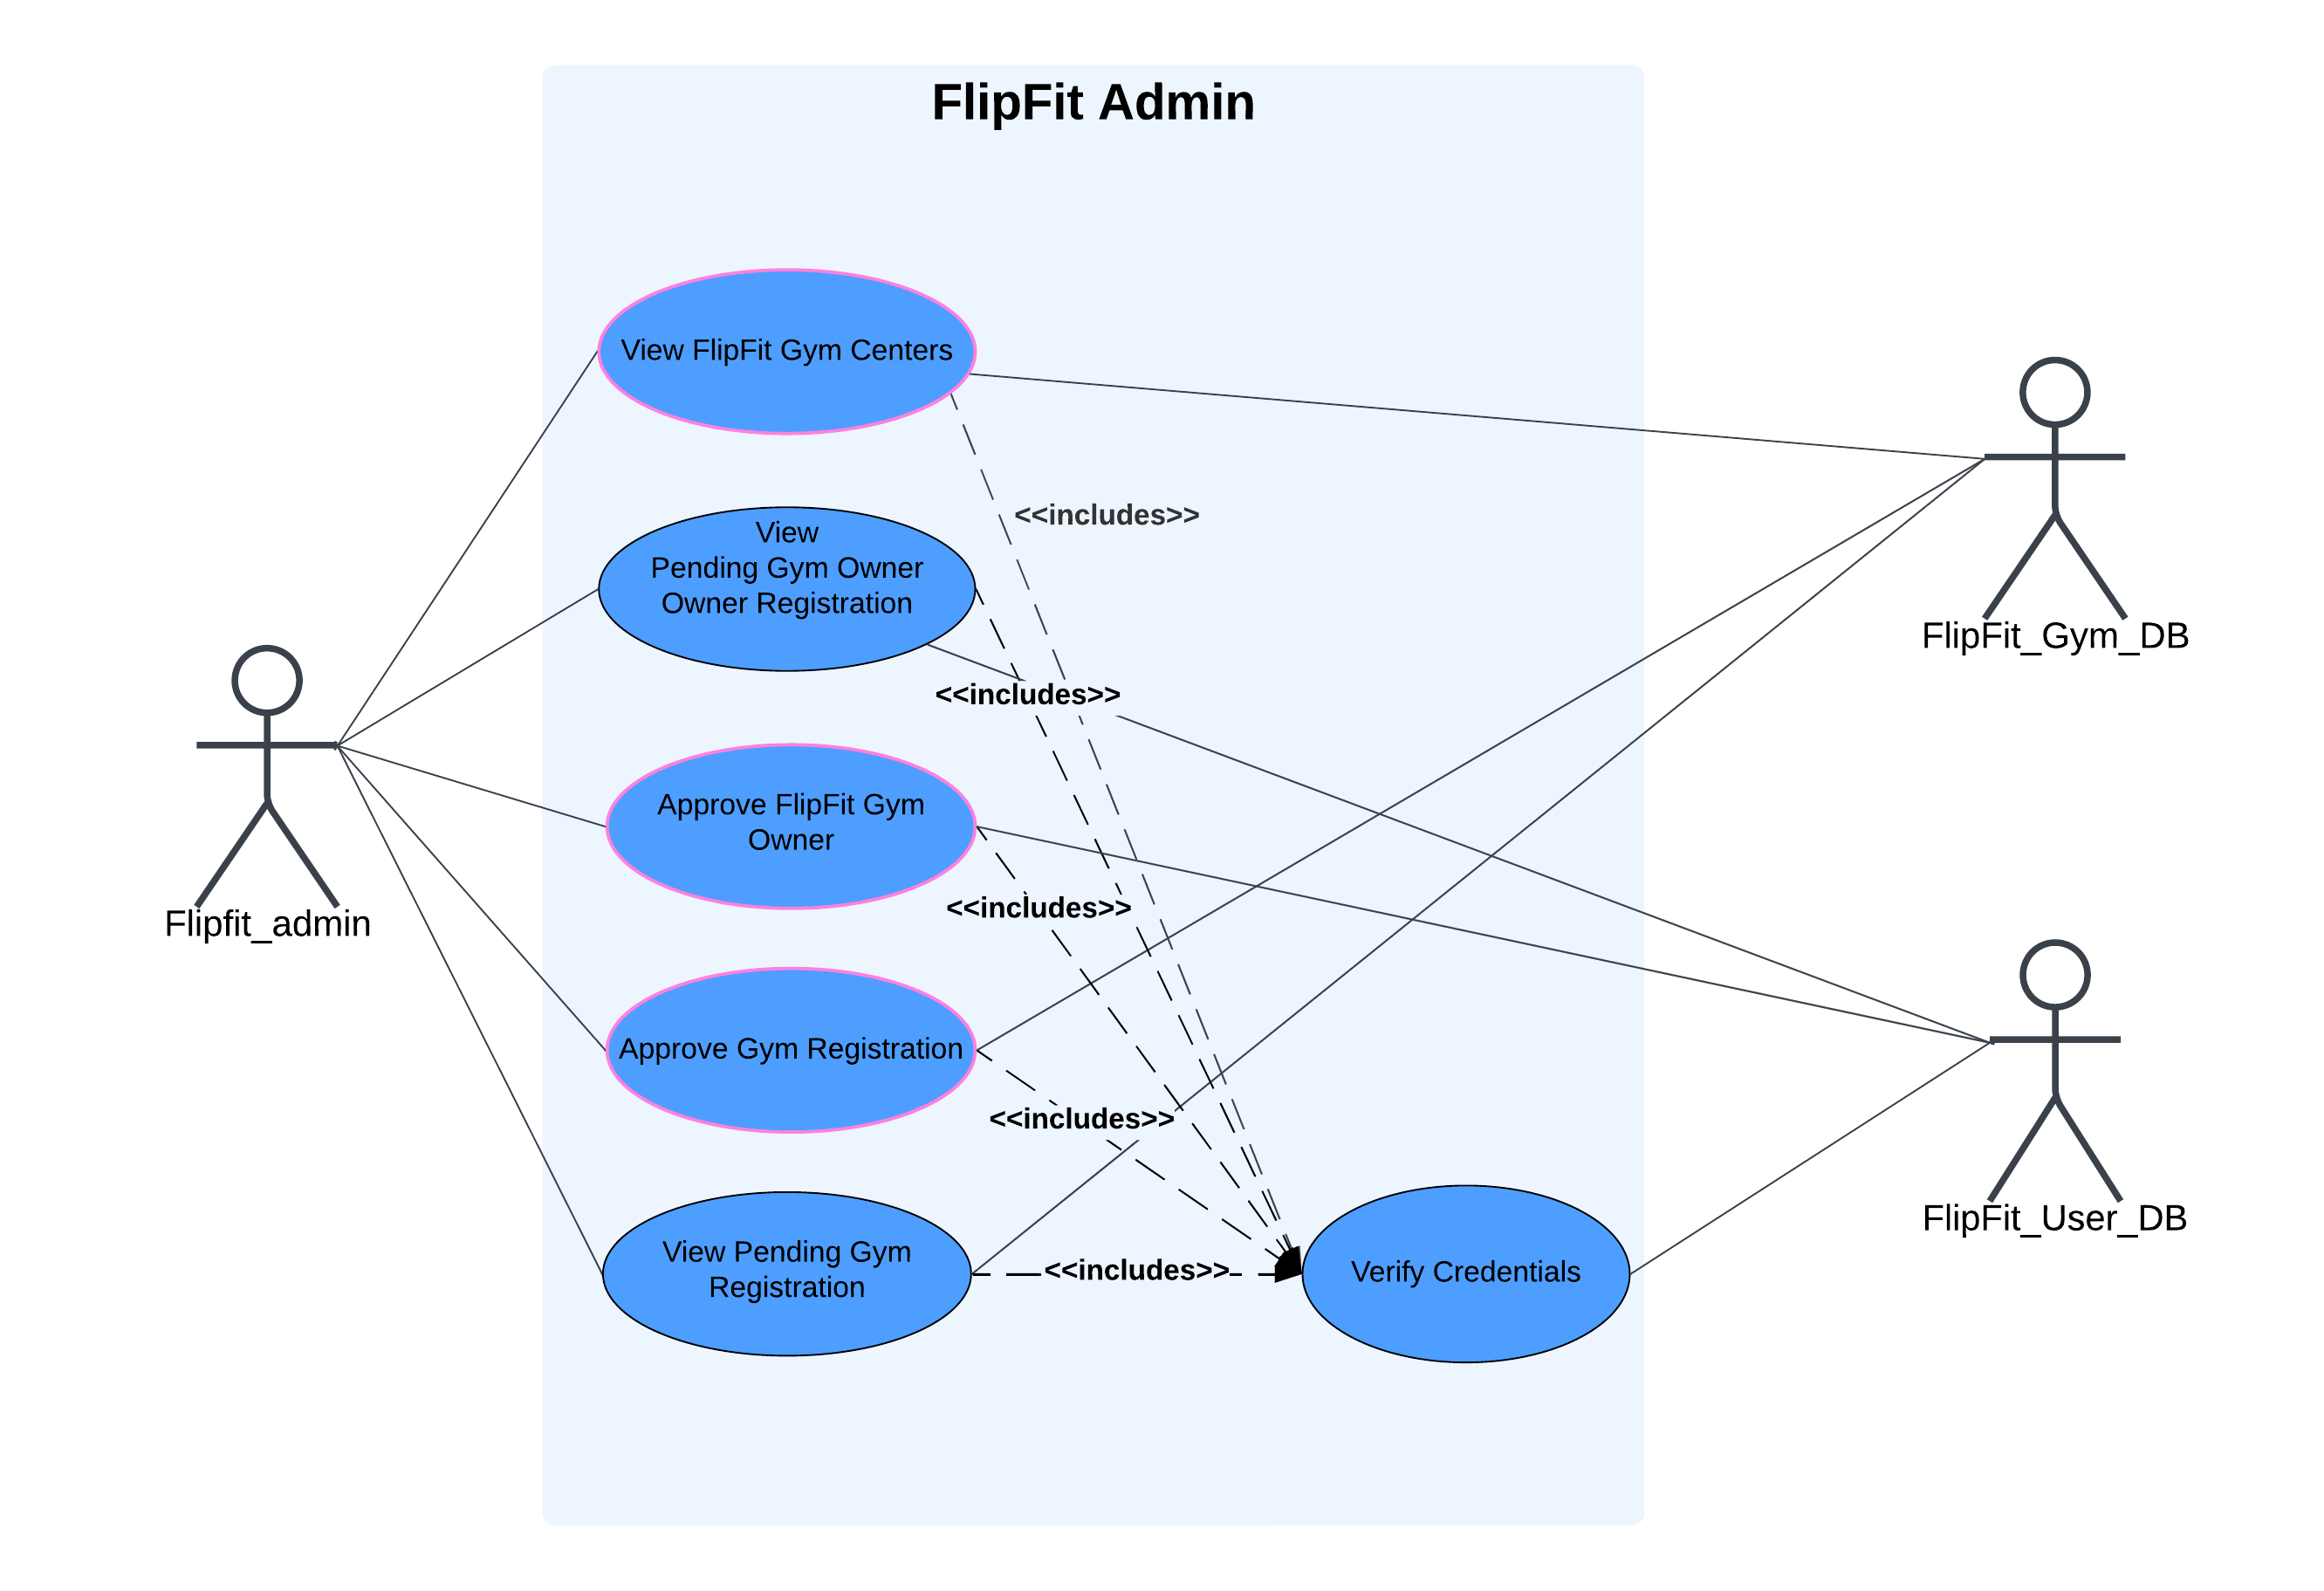 FlipFit Admin
View FlipFit Gym Centers
<<includes>>
View
Pending Gym Owner
Owner Registration
FlipFit_Gym_DB
<<includes>>
Approve FlipFit Gym
Owner
<<includes>>
Flipfit_admin
Approve Gym Registration
<<includes>>
FlipFit_User_DB
View Pending Gym
Registration
<<includes>>
Verify Credentials